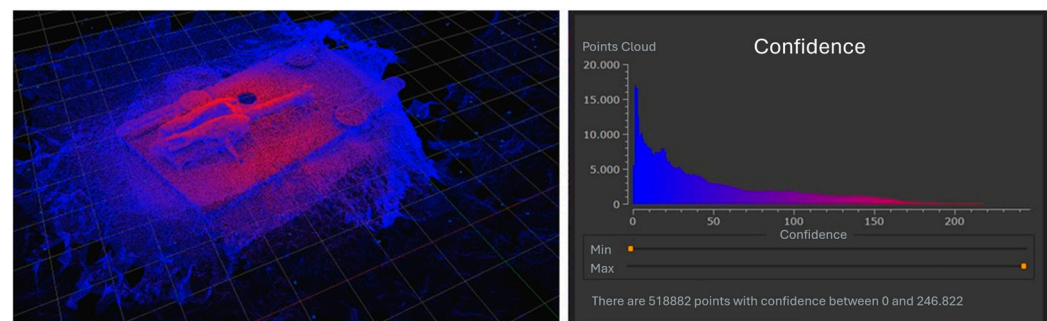 Confidence
Points Cloud
20.000
15.000
10.000
5.000
0
0 50 100 150 200
Confidence
Min
Max
There are 518882 points with confidence between 0 and 246.822